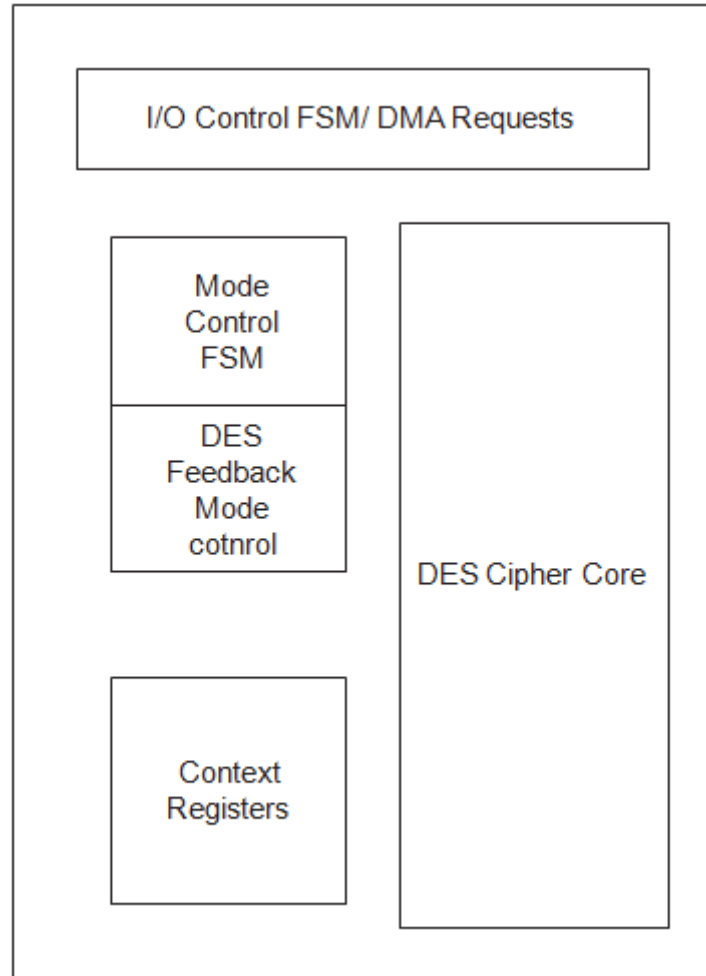 I/O Control FSM/ DMA Requests
Mode
Control
FSM
DES
Feedback
Mode
cotnrol
DES Cipher Core
Context
Registers